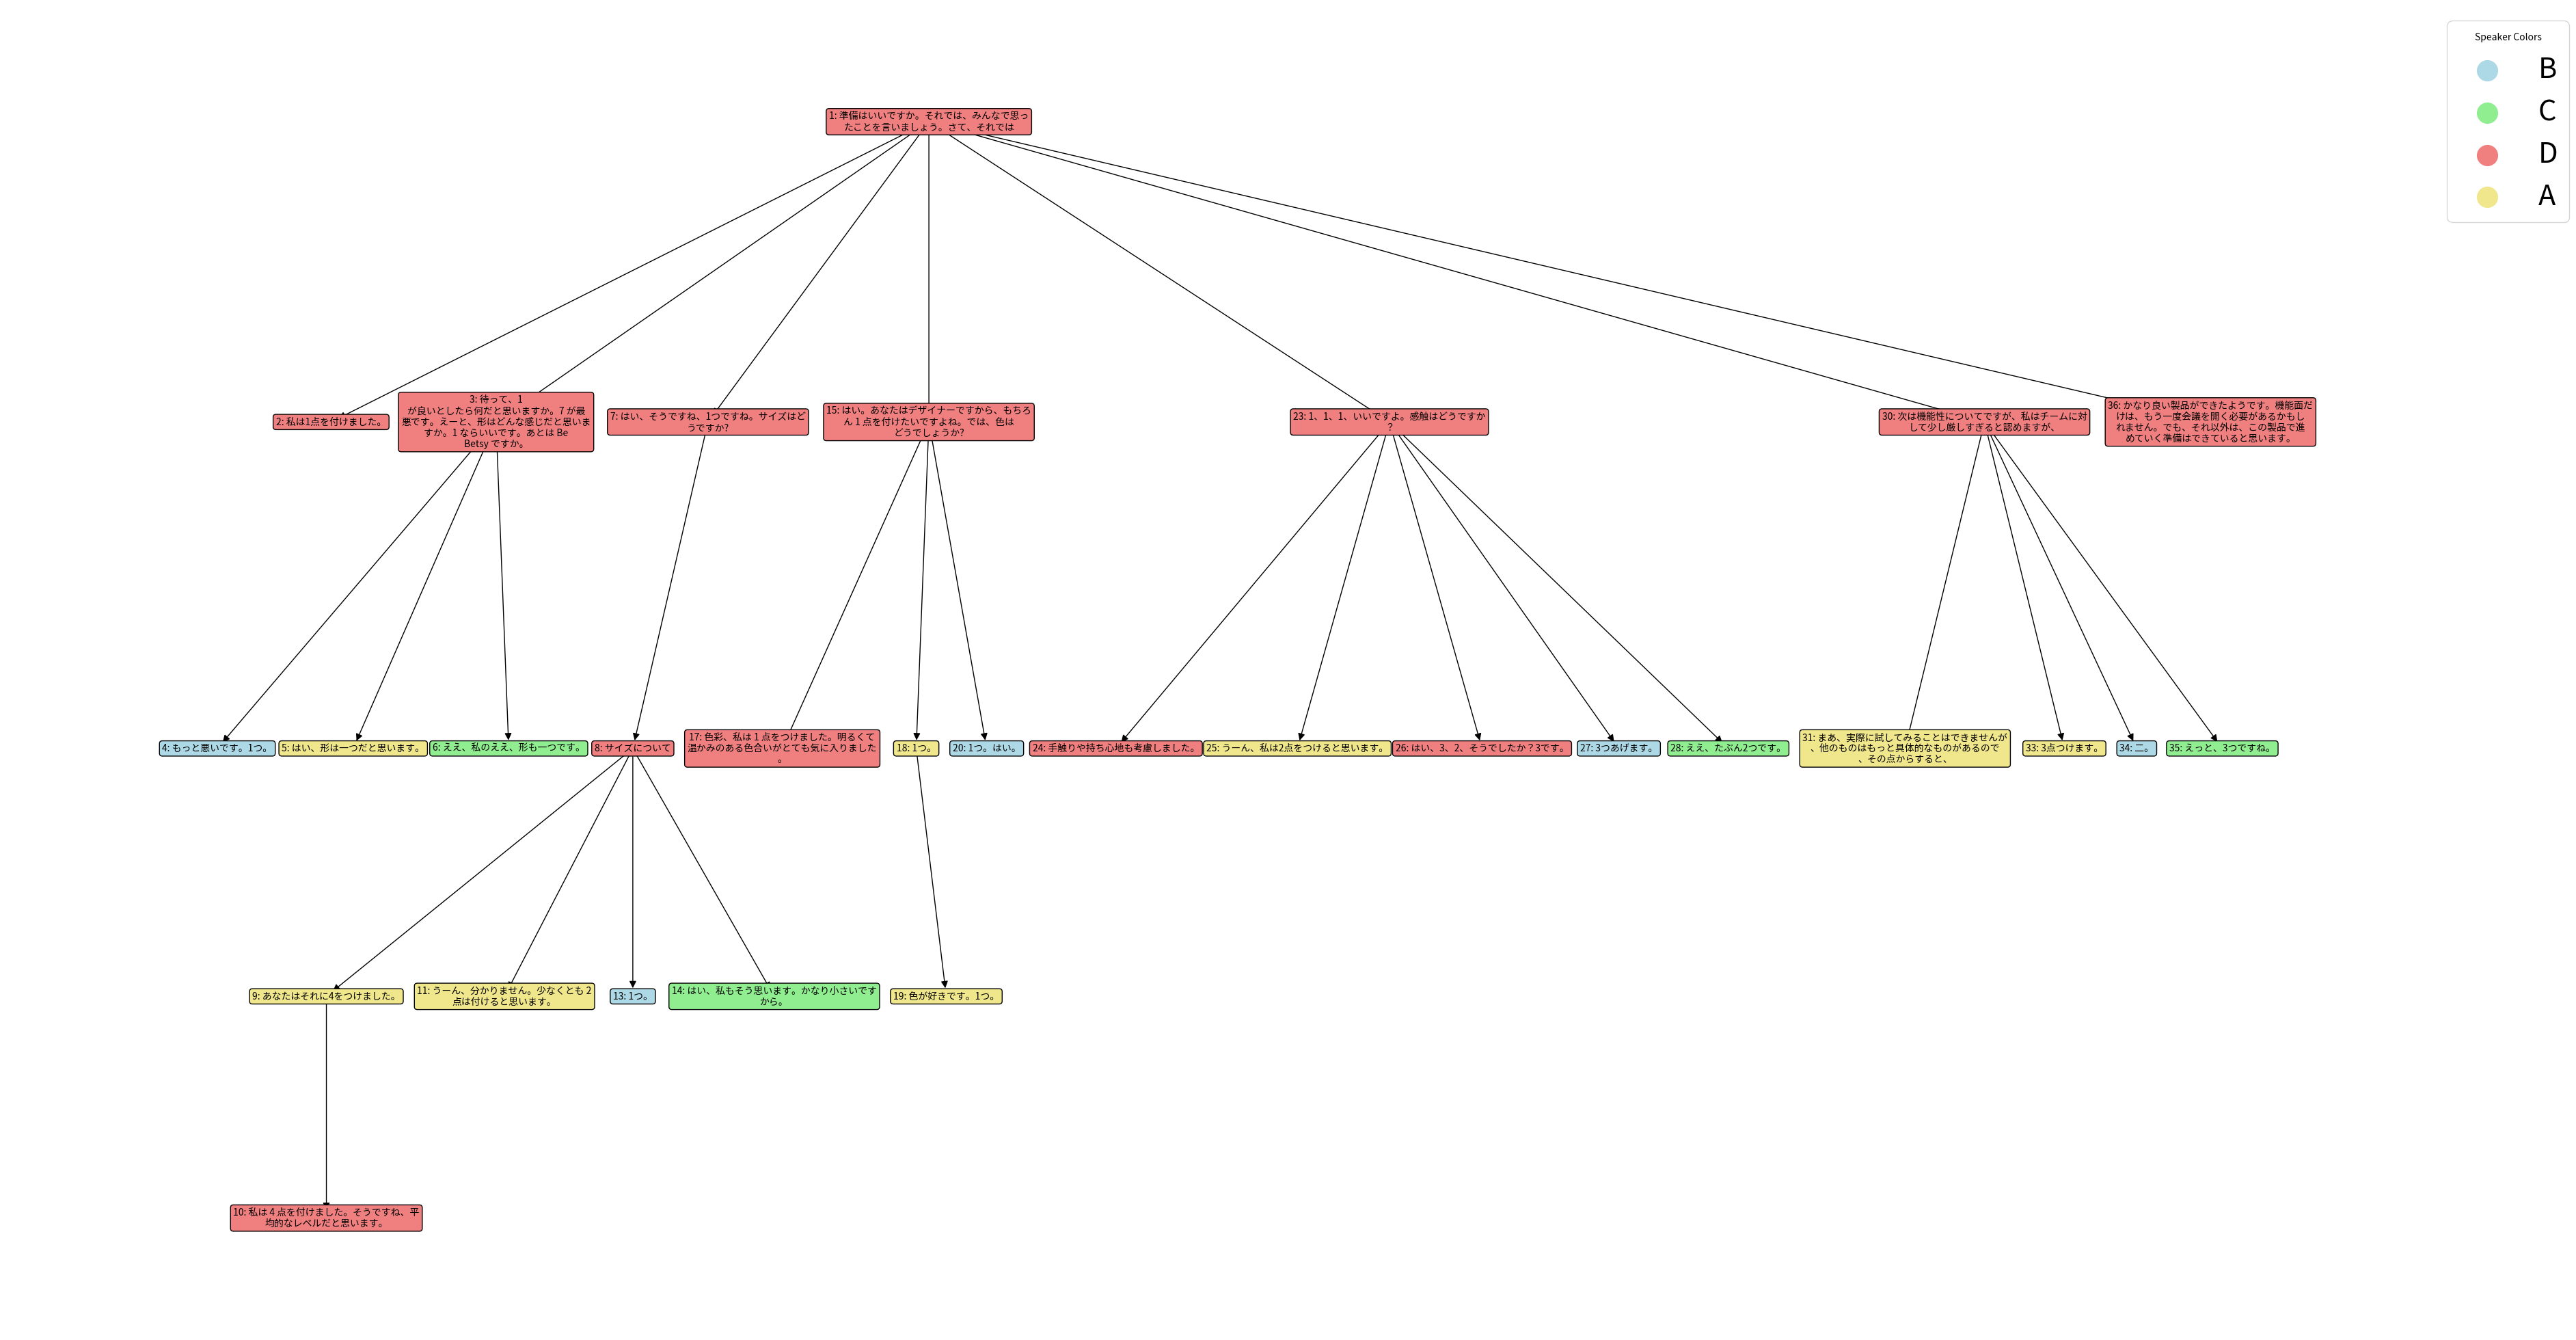 Speaker Colors
B
C
D
A
1: 準備はいいですか。それでは、みんなで思っ
たことを言いましょう。さて、それでは
2: 私は1点を付けました。
3: 待って、1
が良いとしたら何だと思いますか。7 が最
悪です。えーと、形はどんな感じだと思いま
すか。1 ならいいです。あとは Be
Betsy ですか。
7: はい、そうですね、1つですね。サイズはど
うですか?
15: はい。あなたはデザイナーですから、もちろ
ん 1 点を付けたいですよね。では、色は
どうでしょうか?
23: 1、1、1、いいですよ。感触はどうですか
?
30: 次は機能性についてですが、私はチームに対
して少し厳しすぎると認めますが、
36: かなり良い製品ができたようです。機能面だ
けは、もう一度会議を開く必要があるかもし
れません。でも、それ以外は、この製品で進
めていく準備はできていると思います。
4: もっと悪いです。1つ。
5: はい、形は一つだと思います。
6: ええ、私のええ、形も一つです。
8: サイズについて
17: 色彩、私は 1 点をつけました。明るくて
温かみのある色合いがとても気に入りました
。
18: 1つ。
20: 1つ。はい。
24: 手触りや持ち心地も考慮しました。
25: うーん、私は2点をつけると思います。
26: はい、3、2、そうでしたか？3です。
27: 3つあげます。
28: ええ、たぶん2つです。
31: まあ、実際に試してみることはできませんが
、他のものはもっと具体的なものがあるので
、その点からすると、
33: 3点つけます。
34: 二。
35: えっと、3つですね。
9: あなたはそれに4をつけました。
11: うーん、分かりません。少なくとも 2
点は付けると思います。
13: 1つ。
14: はい、私もそう思います。かなり小さいです
から。
19: 色が好きです。1つ。
10: 私は 4 点を付けました。そうですね、平
均的なレベルだと思います。